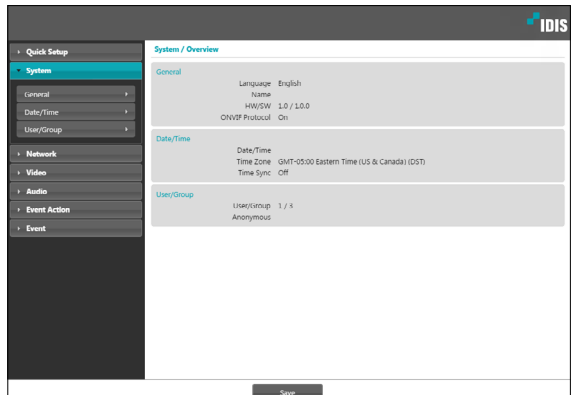 IDIS
Quick Setup
System
General
Date/Time
User/Group
Network
Video
Audio
Event Action
Event
System / Overview
General
Language English
Name
HW/SW 1.0 / 1.0.0
ONVIF Protocol On
Date/Time
Date/Time
Time Zone GMT-05:00 Eastern Time (US & Canada) (DST)
Time Sync Off
User/Group
User/Group 1 / 3
Anonymous
Save